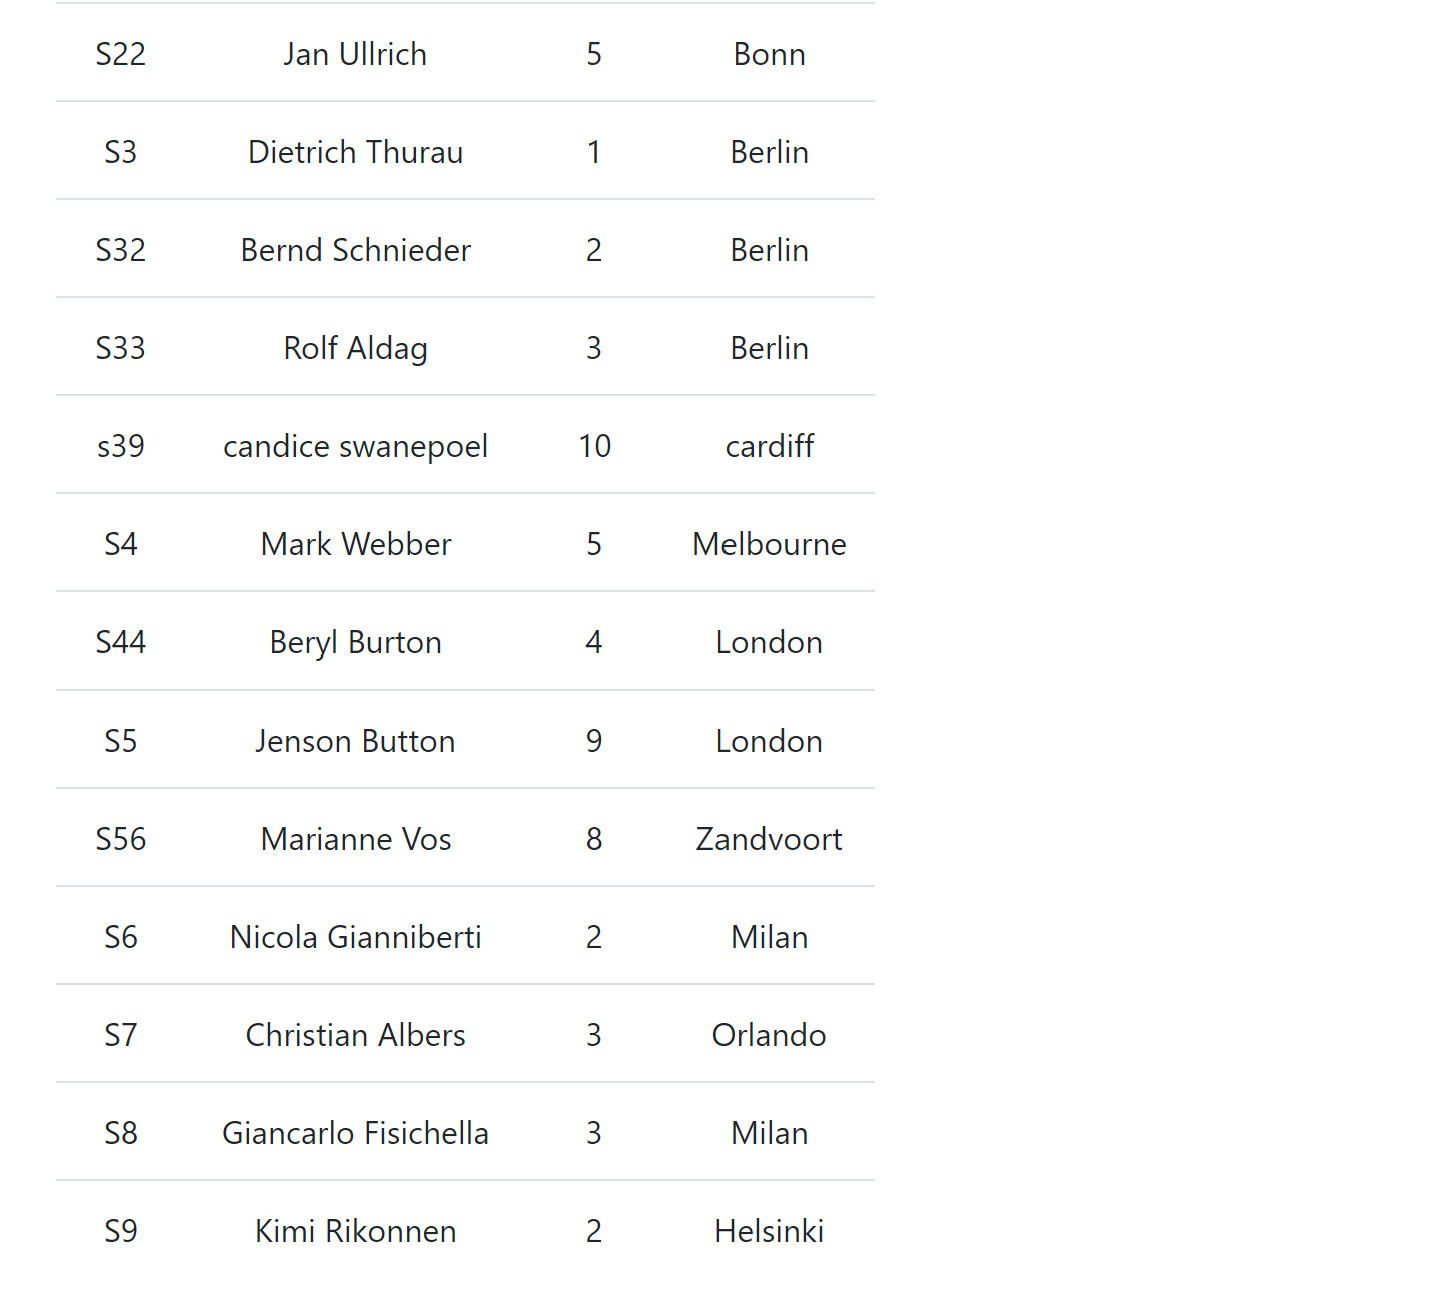 S22 Jan Ullrich 5 Bonn
S3 Dietrich Thurau 1 Berlin
S32 Bernd Schnieder 2 Berlin
S33 Rolf Aldag 3 Berlin
s39 candice swanepoel 10 cardiff
S4 Mark Webber 5 Melbourne
S44 Beryl Burton 4 London
S5 Jenson Button 9 London
S56 Marianne Vos 8 Zandvoort
S6 Nicola Gianniberti 2 Milan
S7 Christian Albers 3 Orlando
S8 Giancarlo Fisichella 3 Milan
S9 Kimi Rikonnen 2 Helsinki